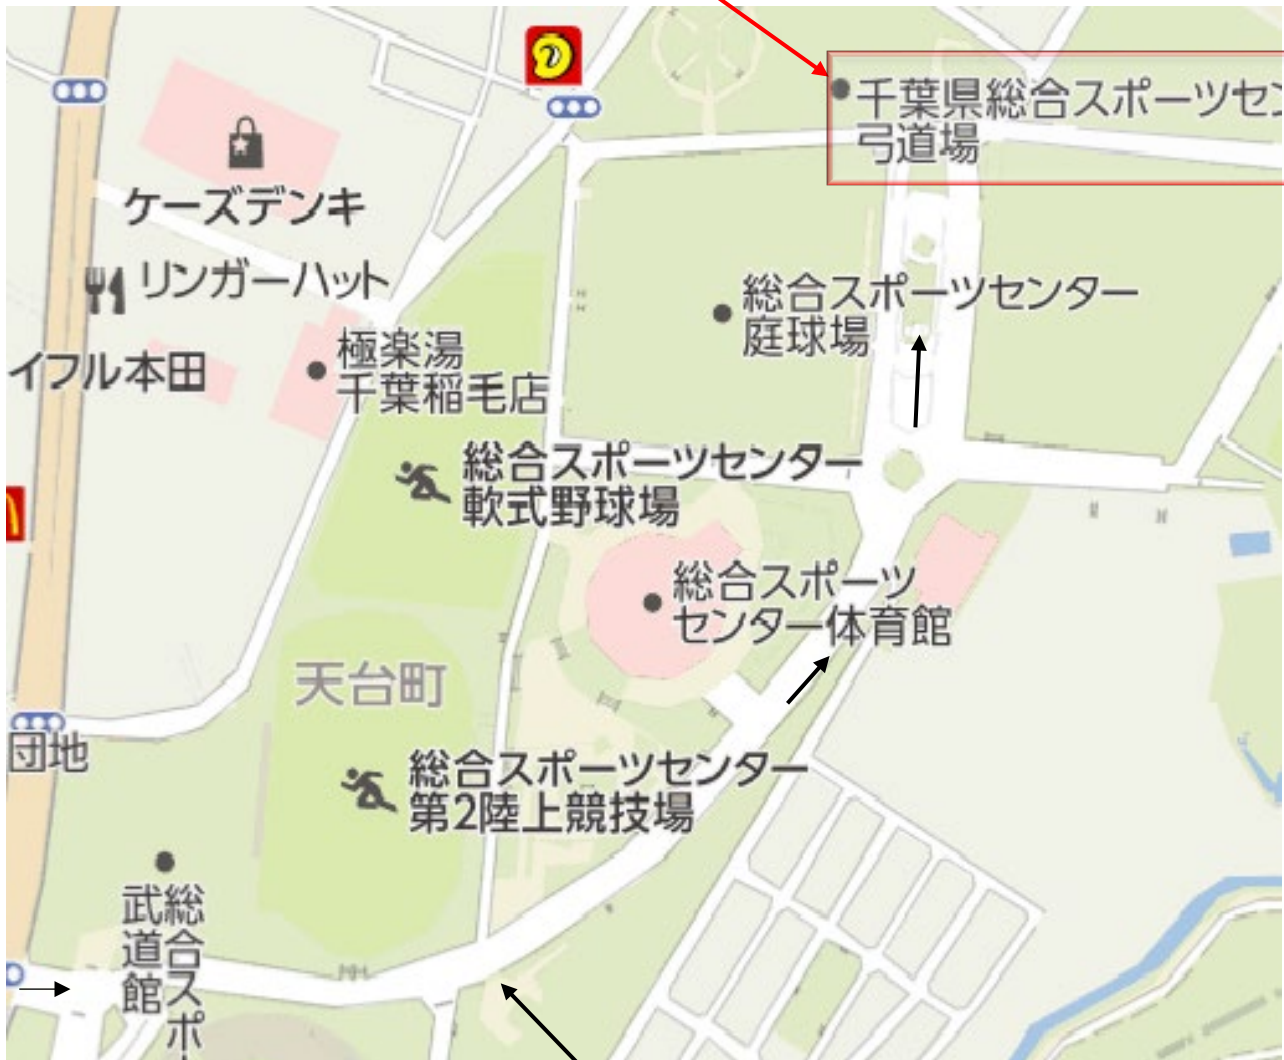 千葉県総合スポーツセン
弓道場
ケーズデンキ
リンガーハット
総合スポーツセンター
庭球場
イフル本田
極楽湯
千葉稲毛店
総合スポーツセンター
軟式野球場
総合スポーツ
センター体育館
天台町
団地
総合スポーツセンター
第2陸上競技場
総合スポ
武道館